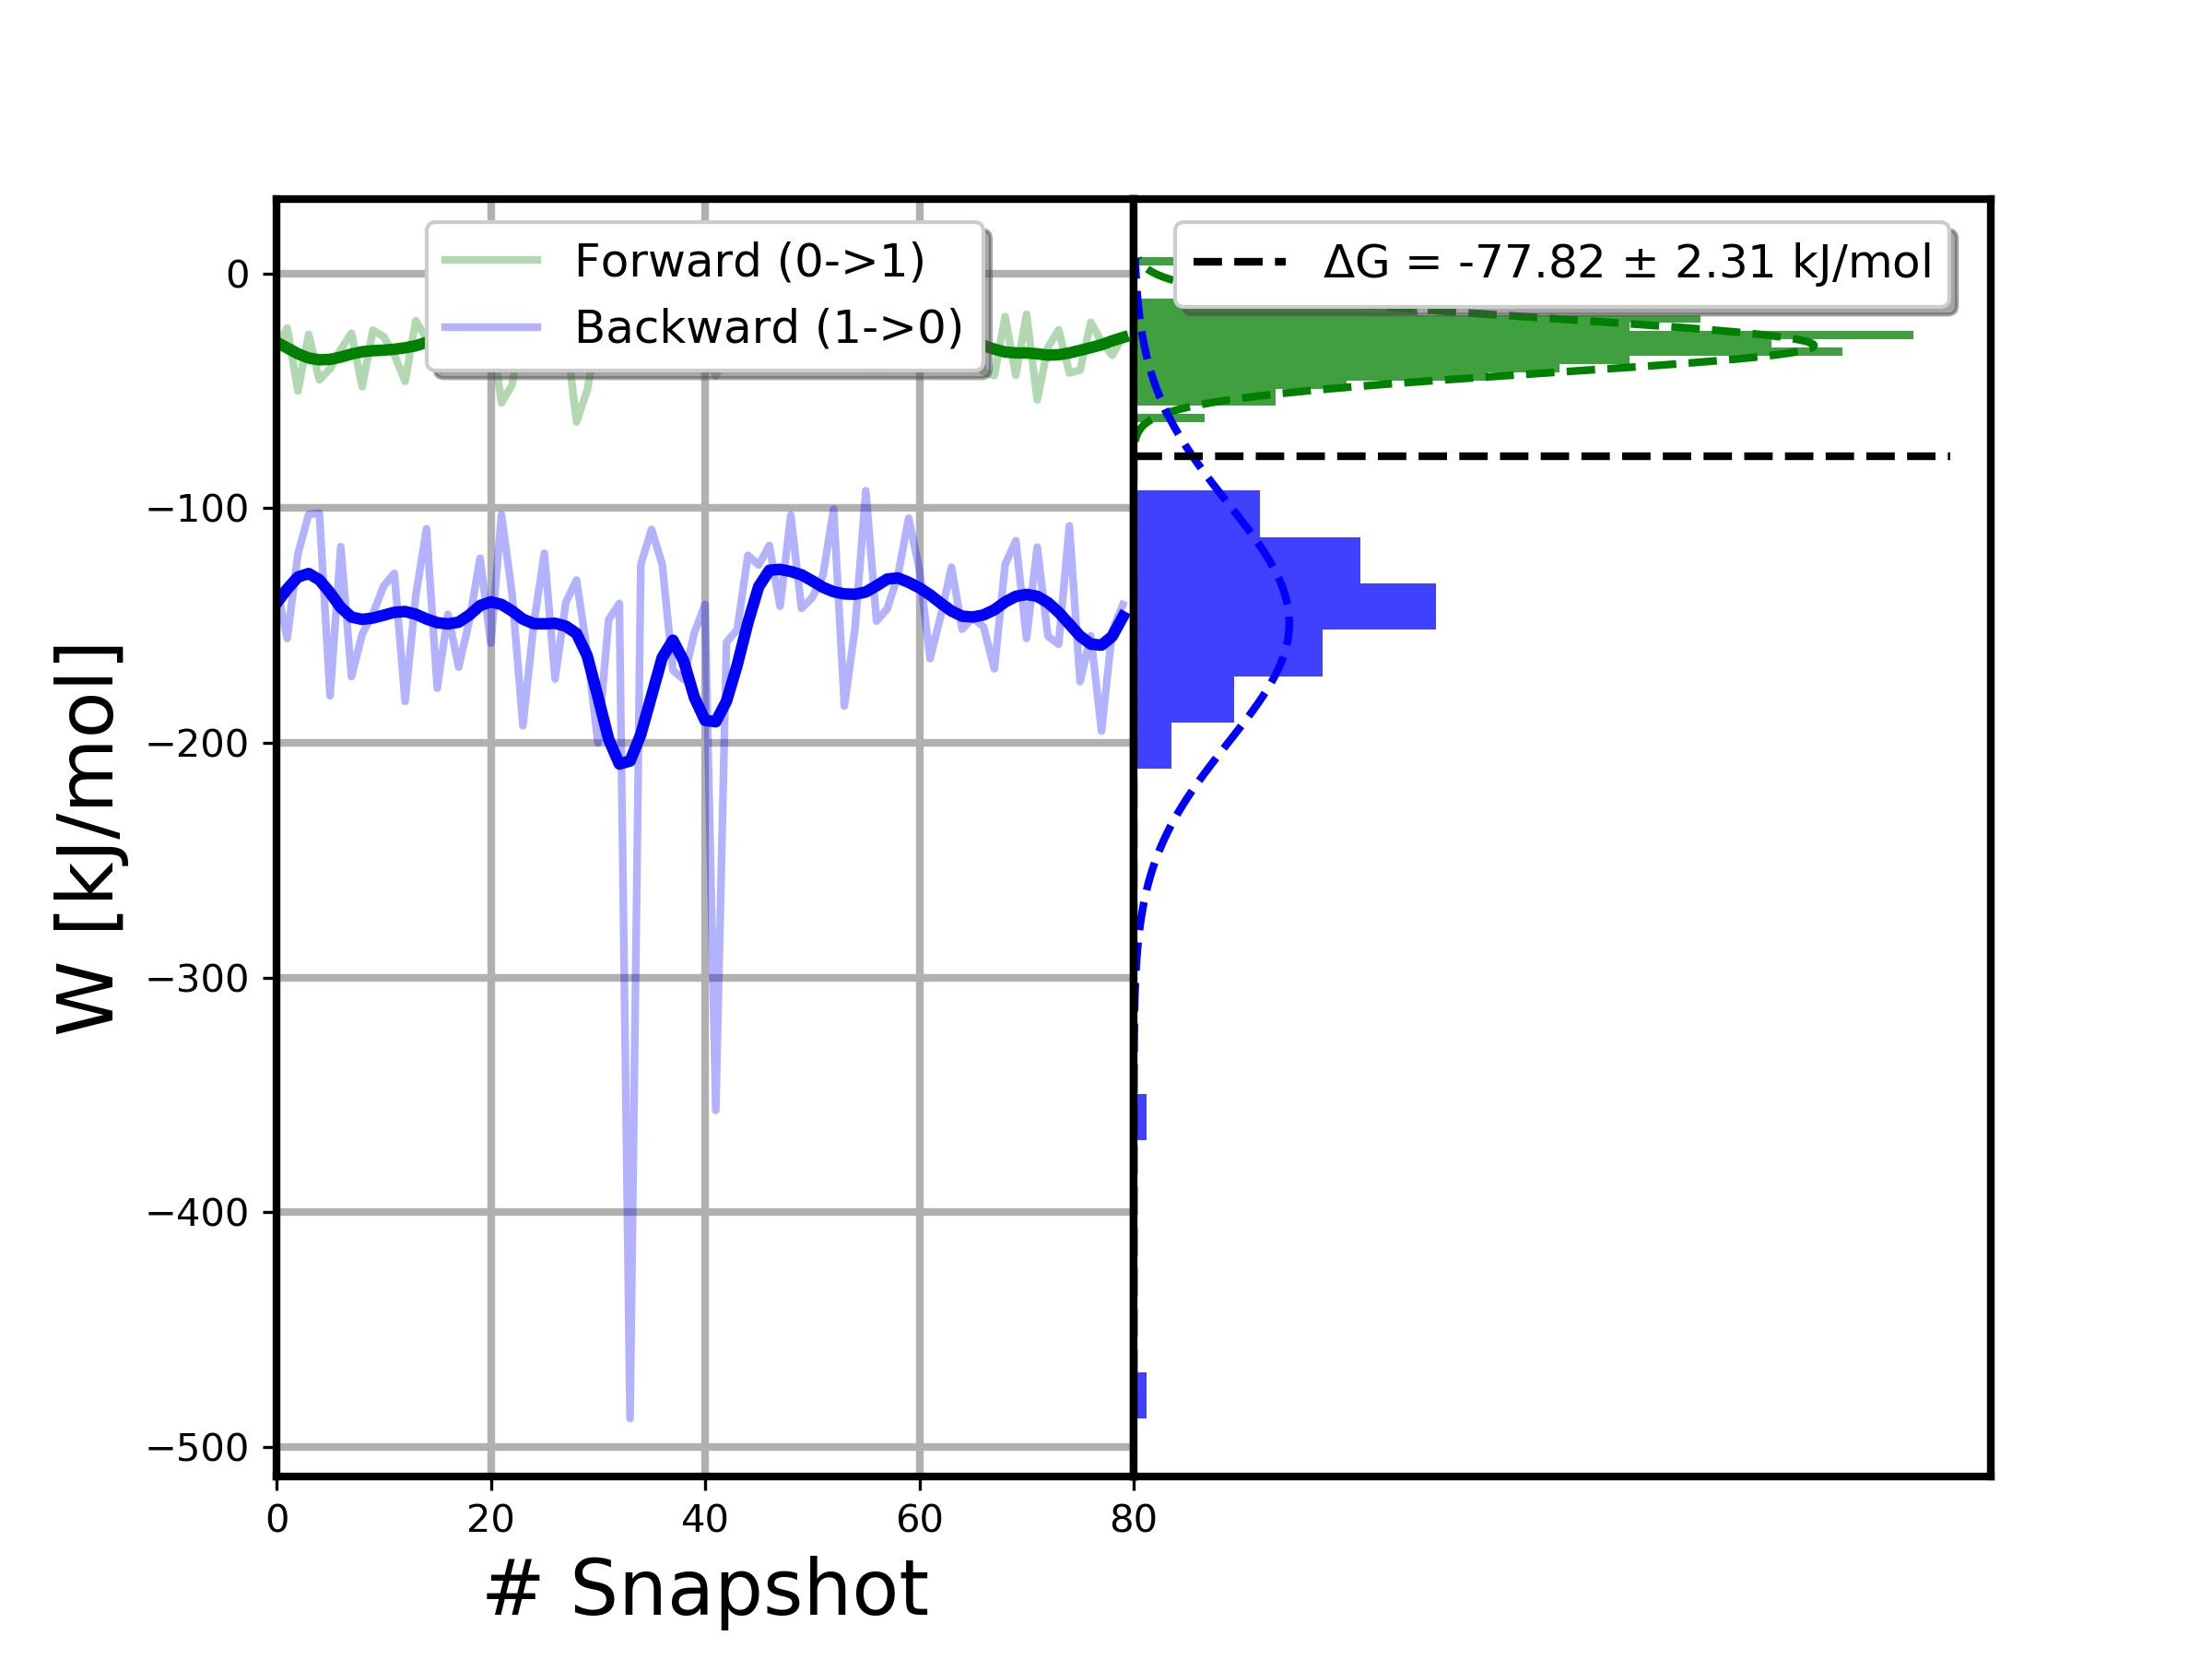 Forward (0->1)
Backward (1->0)
ΔG = -77.82 ± 2.31 kJ/mol
W [kJ/mol]
0
−100
−200
−300
−400
−500
0 20 40 60 80
# Snapshot